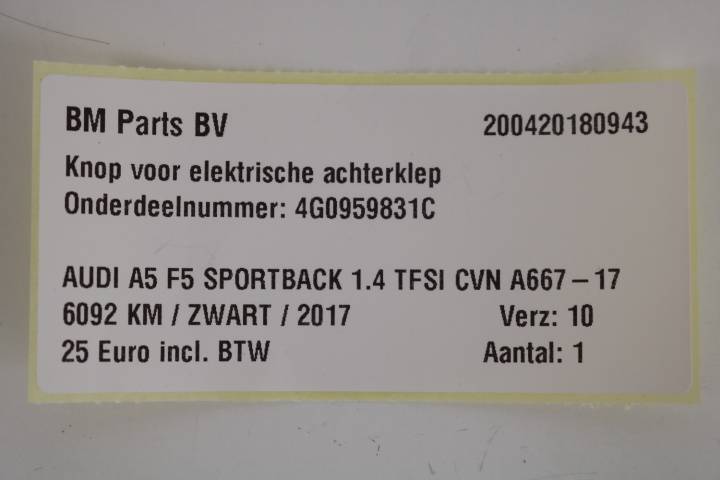 BM Parts BV 200420180943
Knop voor elektrische achterklep
Onderdeelnummer: 4G0959831C
AUDI A5 F5 SPORTBACK 1.4 TFSI CVN A667-17
6092 KM / ZWART / 2017 Verz: 10
25 Euro incl. BTW Aantal: 1